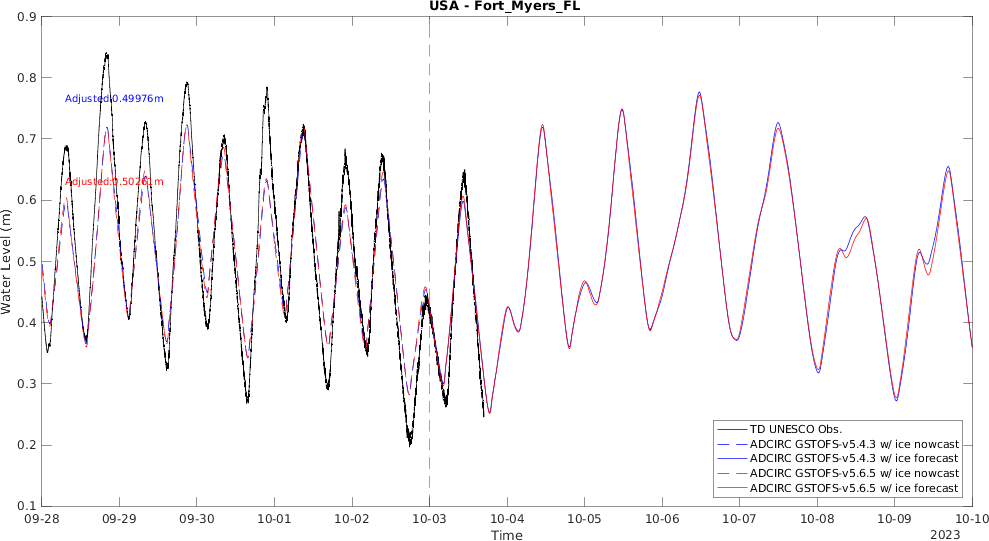 USA - Fort_Myers_FL
0.9
0.8
0.7
0.6
0.5
0.4
0.3
0.2
0.1
Water Level (m)
Adjusted:0.49976m
Adjusted:0.50261m
TD UNESCO Obs.
ADCIRC GSTOFS-v5.4.3 w/ ice nowcast
ADCIRC GSTOFS-v5.4.3 w/ ice forecast
ADCIRC GSTOFS-v5.6.5 w/ ice nowcast
ADCIRC GSTOFS-v5.6.5 w/ ice forecast
09-28 09-29 09-30 10-01 10-02 10-03 10-04 10-05 10-06 10-07 10-08 10-09 10-10
Time
2023